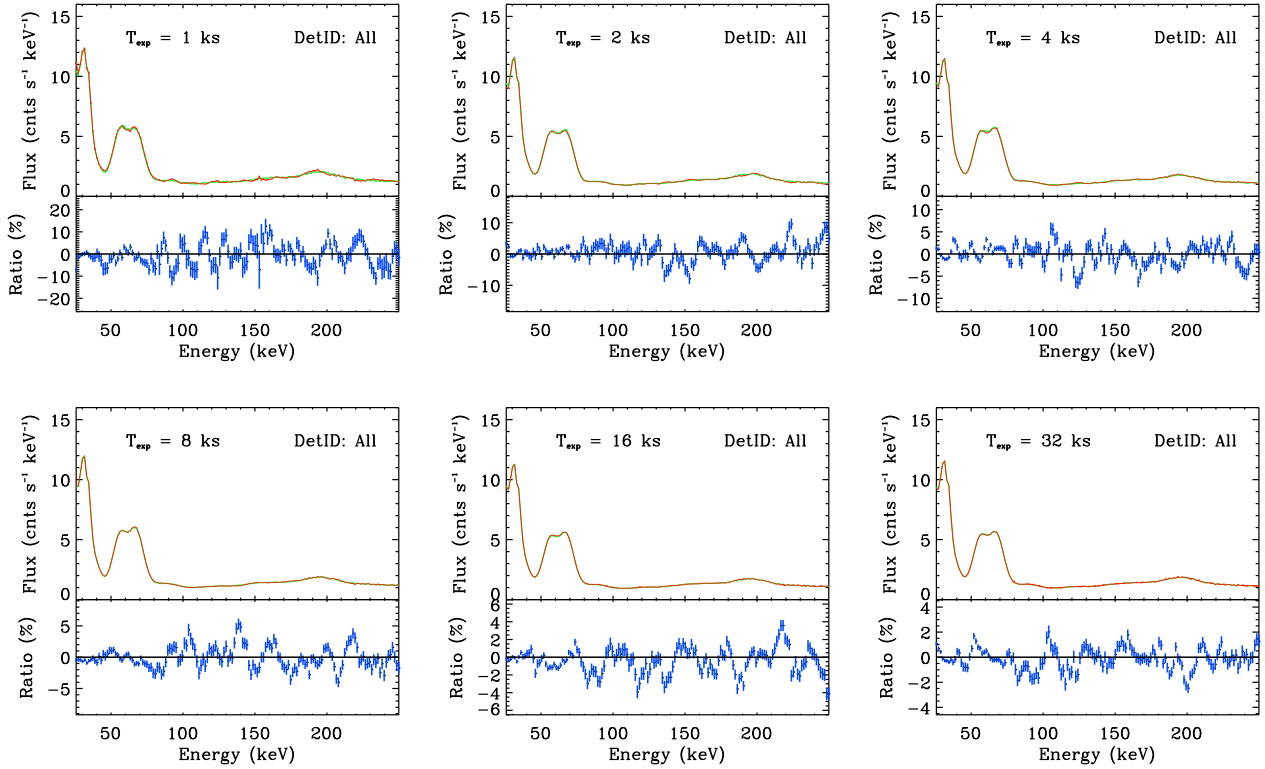 T_exp = 1 ks DetID: All
Flux (cnts s⁻¹ keV⁻¹)
15
10
5
0
Ratio (%)
20
10
0
−10
−20
50 100 150 200
Energy (keV)
T_exp = 2 ks DetID: All
Flux (cnts s⁻¹ keV⁻¹)
15
10
5
0
Ratio (%)
10
0
−10
50 100 150 200
Energy (keV)
T_exp = 4 ks DetID: All
Flux (cnts s⁻¹ keV⁻¹)
15
10
5
0
Ratio (%)
10
5
0
−5
−10
50 100 150 200
Energy (keV)
T_exp = 8 ks DetID: All
Flux (cnts s⁻¹ keV⁻¹)
15
10
5
0
Ratio (%)
5
0
−5
50 100 150 200
Energy (keV)
T_exp = 16 ks DetID: All
Flux (cnts s⁻¹ keV⁻¹)
15
10
5
0
Ratio (%)
6
4
2
0
−2
−4
−6
50 100 150 200
Energy (keV)
T_exp = 32 ks DetID: All
Flux (cnts s⁻¹ keV⁻¹)
15
10
5
0
Ratio (%)
4
2
0
−2
−4
50 100 150 200
Energy (keV)